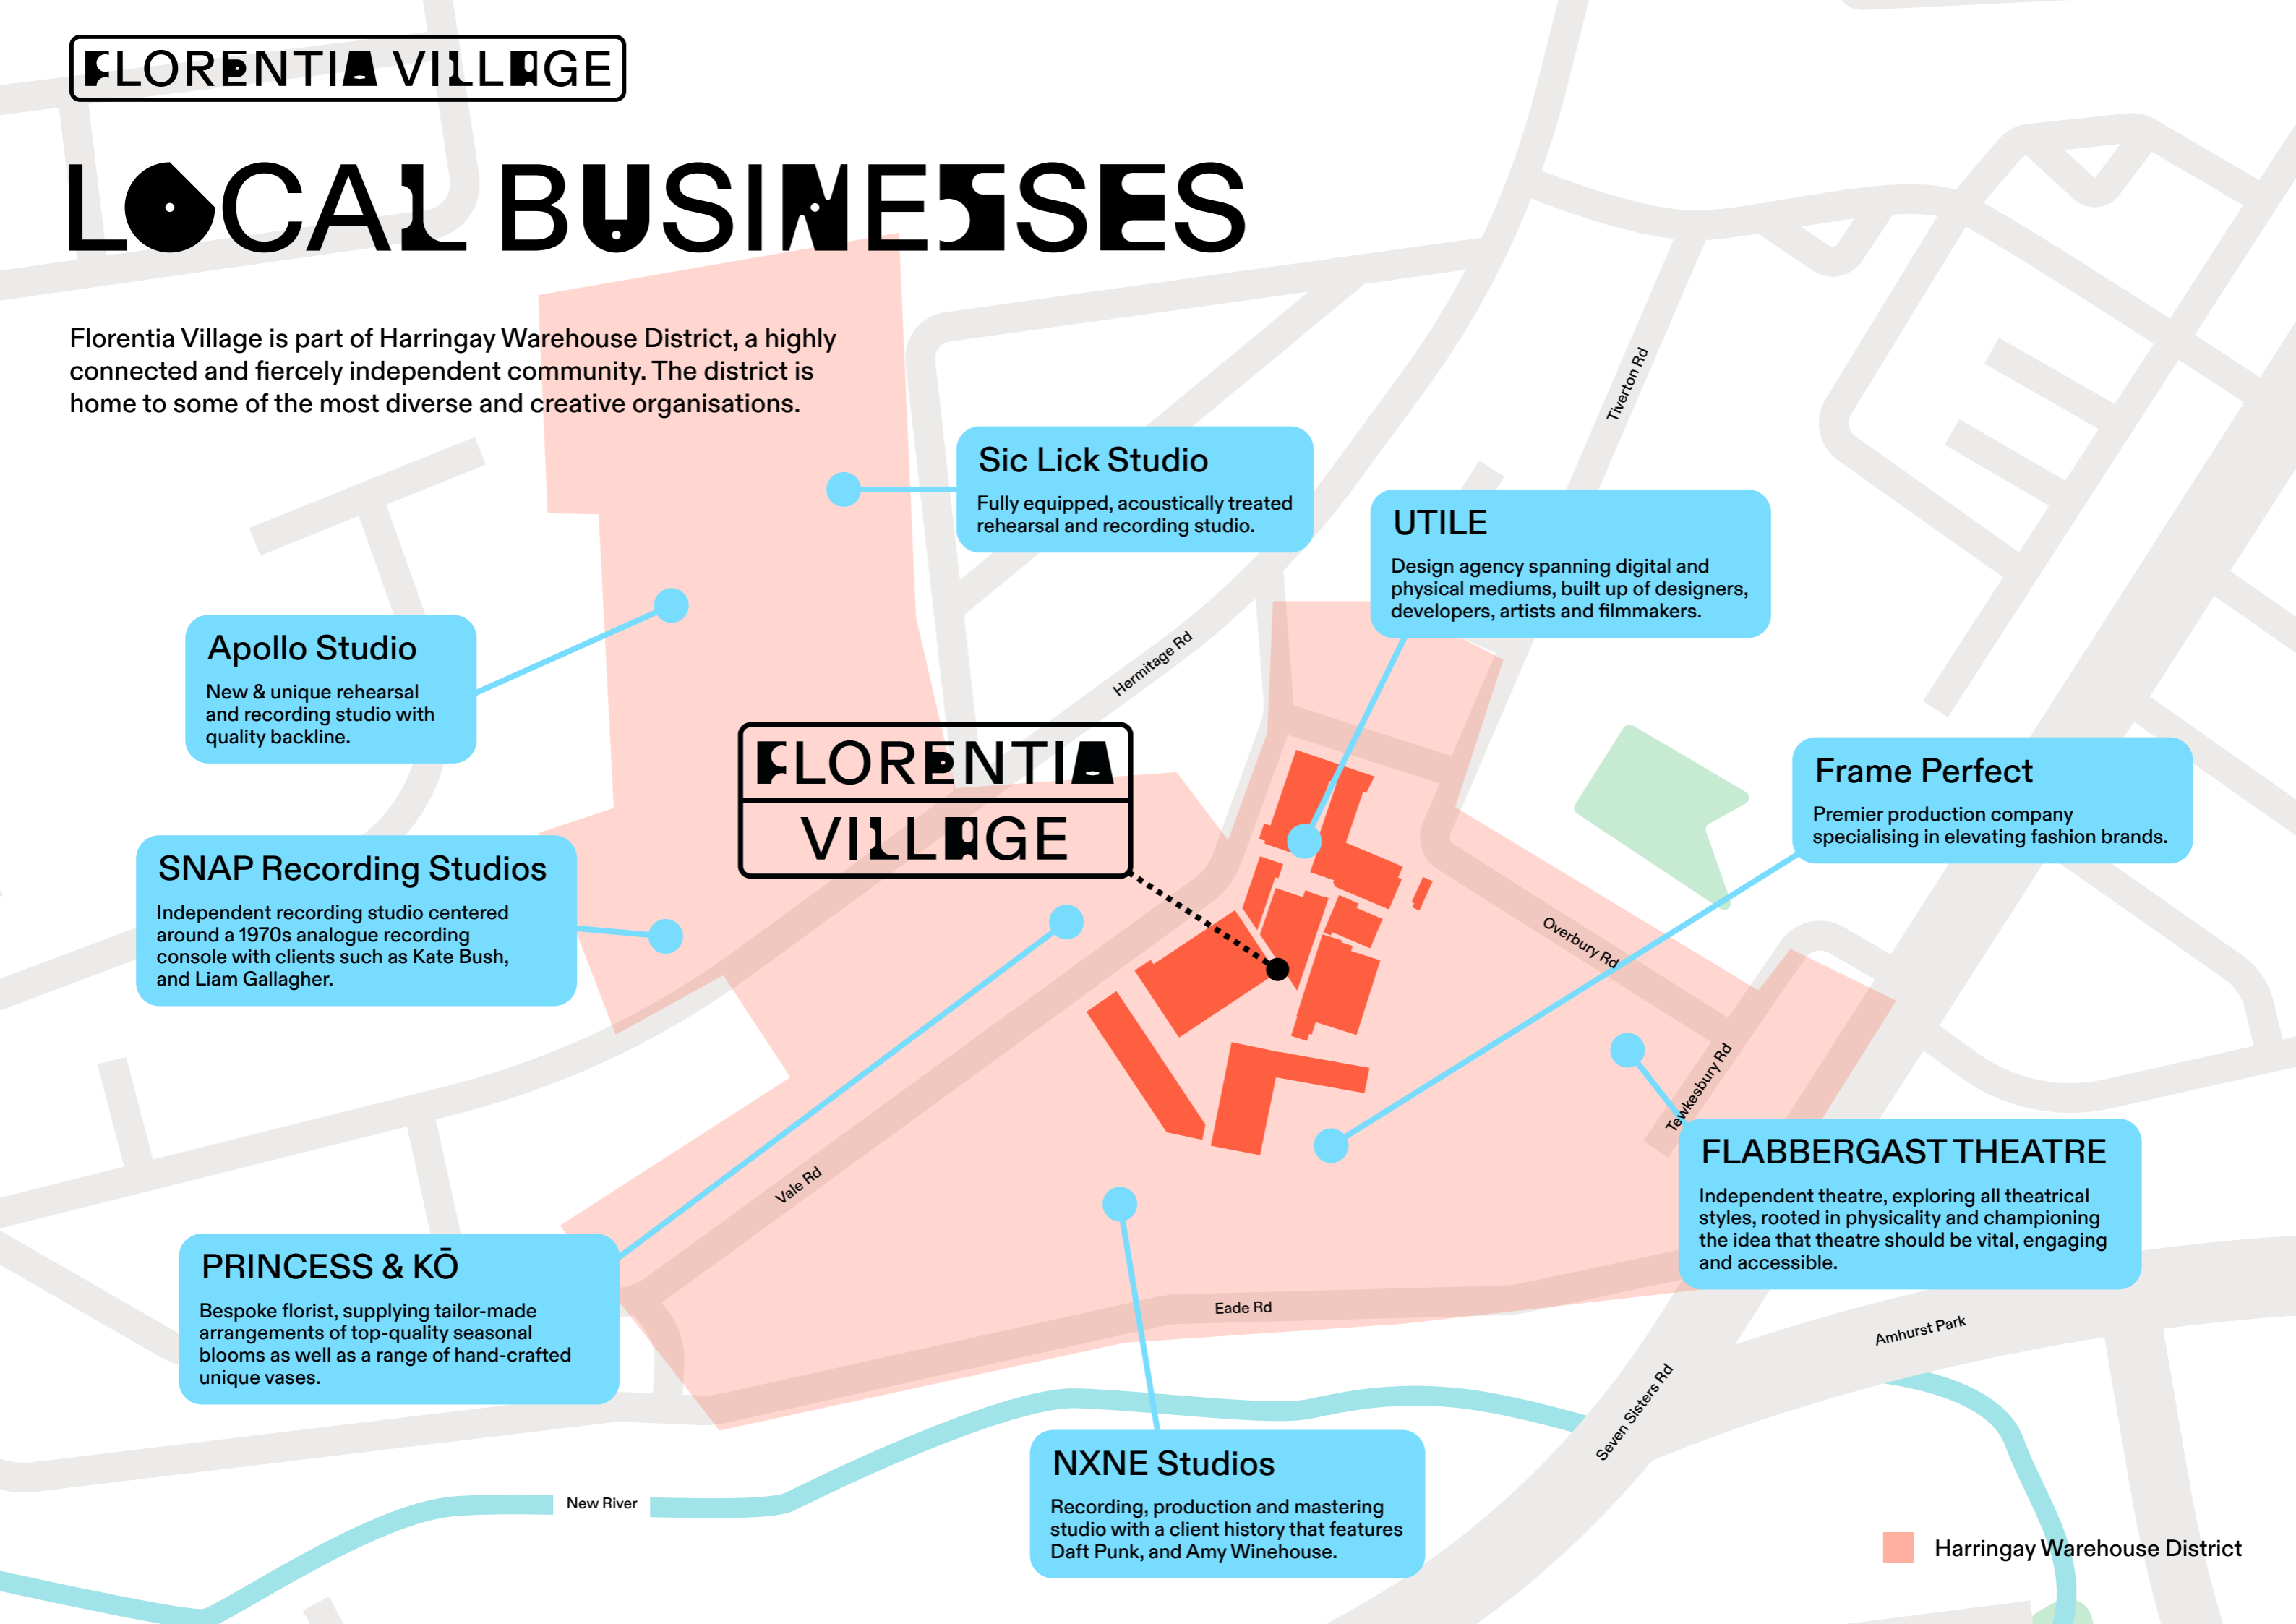 FLORENTIA VILLAGE
LOCAL BUSINESSES
Florentia Village is part of Harringay Warehouse District, a highly
connected and fiercely independent community. The district is
home to some of the most diverse and creative organisations.
Tiverton Rd
Sic Lick Studio
Fully equipped, acoustically treated
rehearsal and recording studio.
UTILE
Design agency spanning digital and
physical mediums, built up of designers,
developers, artists and filmmakers.
Apollo Studio
New & unique rehearsal
and recording studio with
quality backline.
Hermitage Rd
FLORENTIA
VILLAGE
Frame Perfect
Premier production company
specialising in elevating fashion brands.
SNAP Recording Studios
Independent recording studio centered
around a 1970s analogue recording
console with clients such as Kate Bush,
and Liam Gallagher.
Overbury Rd
Tewkesbury Rd
FLABBERGAST THEATRE
Independent theatre, exploring all theatrical
styles, rooted in physicality and championing
the idea that theatre should be vital, engaging
and accessible.
Vale Rd
PRINCESS & KŌ
Bespoke florist, supplying tailor-made
arrangements of top-quality seasonal
blooms as well as a range of hand-crafted
unique vases.
Eade Rd
Amhurst Park
Seven Sisters Rd
NXNE Studios
Recording, production and mastering
studio with a client history that features
Daft Punk, and Amy Winehouse.
New River
Harringay Warehouse District